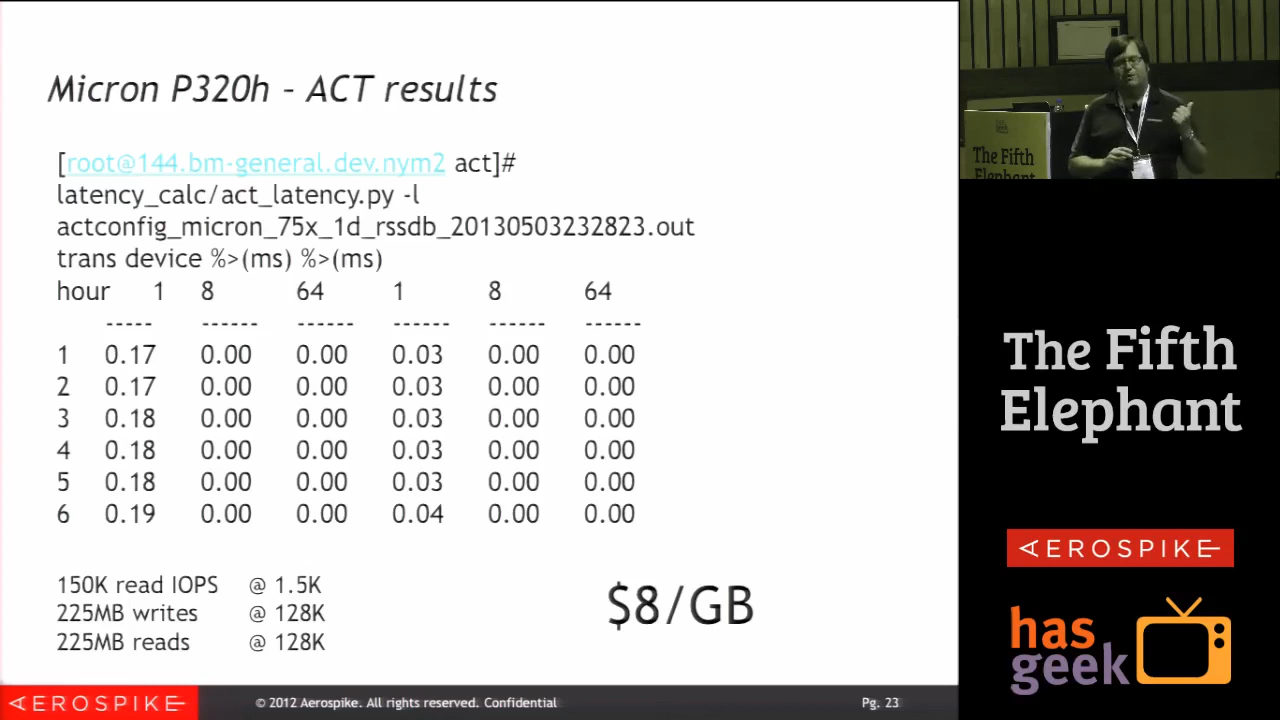 Micron P320h – ACT results
[root@144.bm-general.dev.nym2 act]#
latency_calc/act_latency.py -l
actconfig_micron_75x_1d_rssdb_20130503232823.out
trans device %>(ms) %>(ms)
hour 1 8 64 1 8 64
----- ------ ------ ------ ------ ------
1 0.17 0.00 0.00 0.03 0.00 0.00
2 0.17 0.00 0.00 0.03 0.00 0.00
3 0.18 0.00 0.00 0.03 0.00 0.00
4 0.18 0.00 0.00 0.03 0.00 0.00
5 0.18 0.00 0.00 0.03 0.00 0.00
6 0.19 0.00 0.00 0.04 0.00 0.00
150K read IOPS @ 1.5K
225MB writes @ 128K
225MB reads @ 128K
$8/GB
AEROSPIKE
© 2012 Aerospike. All rights reserved. Confidential
Pg. 23
has
geek
The Fifth
Elephant
The Fifth
Elephant
AEROSPIKE
has
geek